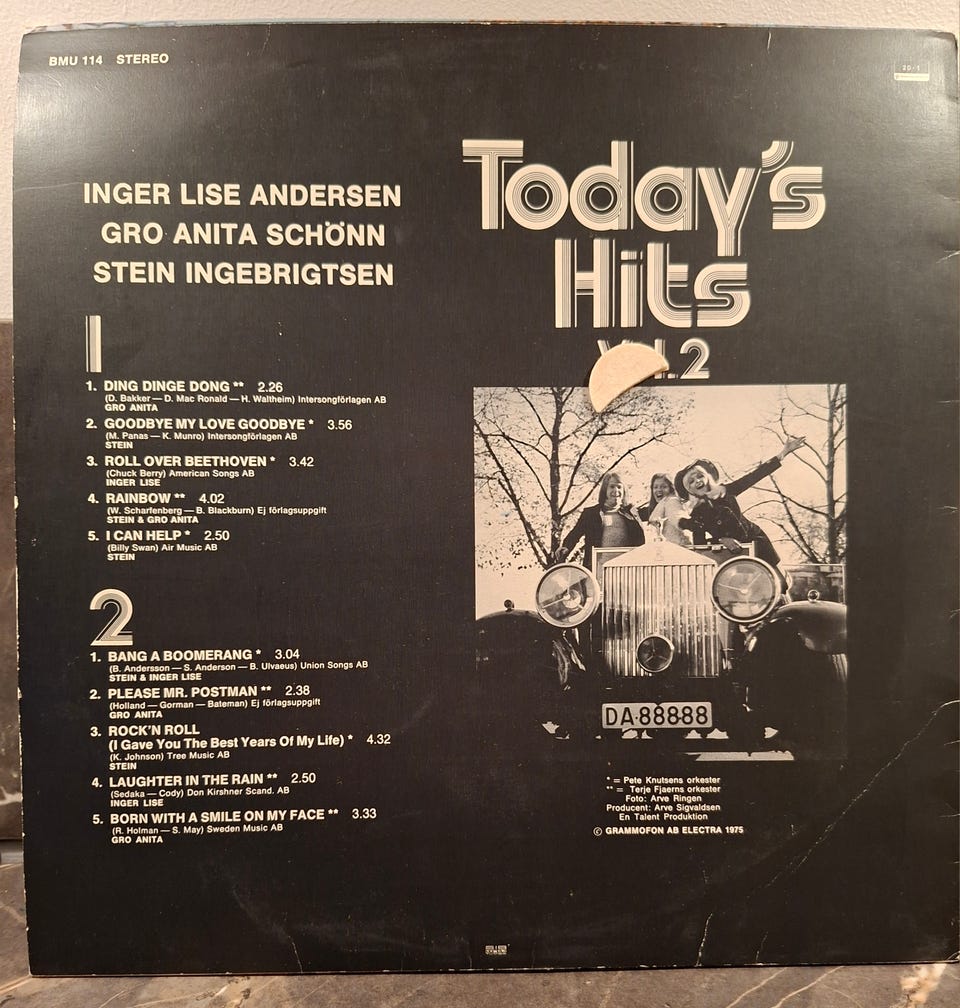 BMU 114 STEREO
20-1
INGER LISE ANDERSEN
GRO ANITA SCHÖNN
STEIN INGEBRIGTSEN
1
1. DING DINGE DONG ** 2.26
(D. Bakker — D. Mac Ronald — H. Waltheim) Intersongförlagen AB
GRO ANITA
2. GOODBYE MY LOVE GOODBYE * 3.56
(M. Panas — K. Munro) Intersongförlagen AB
STEIN
3. ROLL OVER BEETHOVEN * 3.42
(Chuck Berry) American Songs AB
INGER LISE
4. RAINBOW ** 4.02
(W. Scharfenberg — B. Blackburn) Ej förlagsuppgift
STEIN & GRO ANITA
5. I CAN HELP * 2.50
(Billy Swan) Air Music AB
STEIN
2
1. BANG A BOOMERANG * 3.04
(B. Andersson — S. Anderson — B. Ulvaeus) Union Songs AB
STEIN & INGER LISE
2. PLEASE MR. POSTMAN ** 2.38
(Holland — Gorman — Bateman) Ej förlagsuppgift
GRO ANITA
3. ROCK'N ROLL
(I Gave You The Best Years Of My Life) * 4.32
(K. Johnson) Tree Music AB
STEIN
4. LAUGHTER IN THE RAIN ** 2.50
(Sedaka — Cody) Don Kirshner Scand. AB
INGER LISE
5. BORN WITH A SMILE ON MY FACE ** 3.33
(R. Holman — S. May) Sweden Music AB
GRO ANITA
Today's
Hits
2
DA-88888
* = Pete Knutsens orkester
** = Terje Fjaerns orkester
Foto: Arve Ringen
Producent: Arve Sigvaldsen
En Talent Produktion
© GRAMMOFON AB ELECTRA 1975